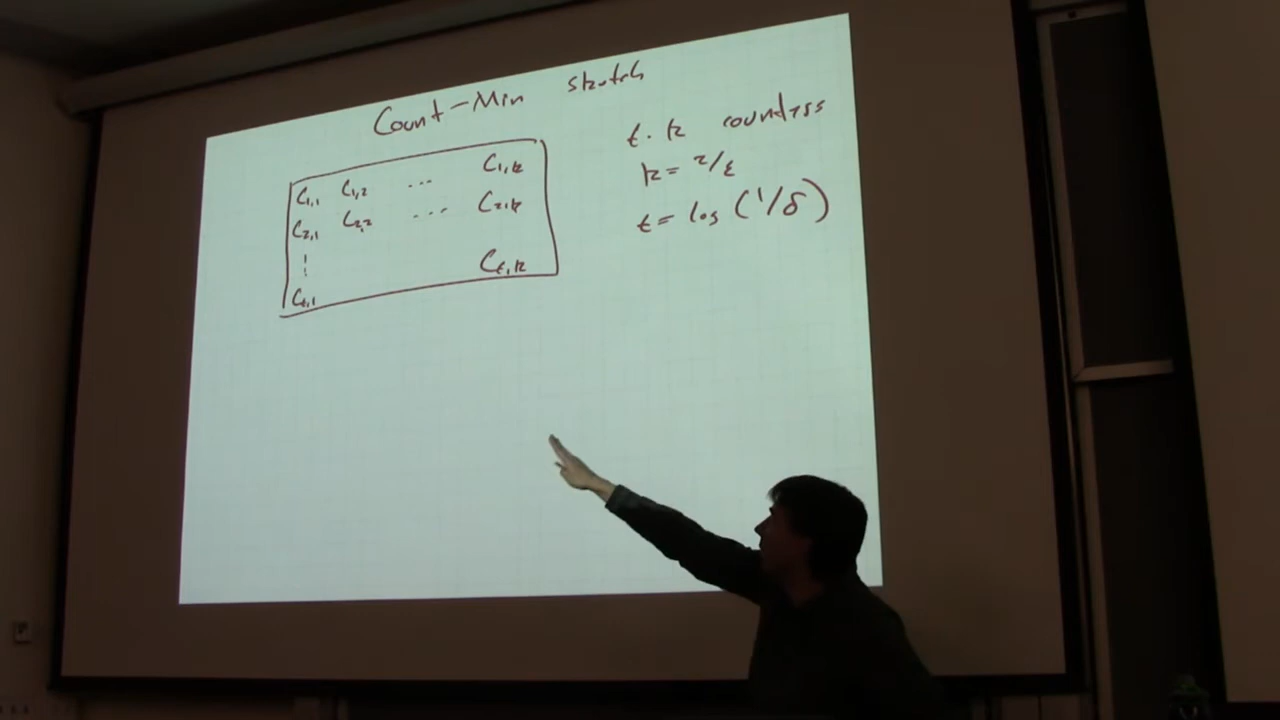 Count-Min Sketch
C1,1 C1,2 ... C1,k
C2,1 C2,2 ... C2,k
⋮
Ct,1 Ct,k
t · k counters
k = 2/ε
t = log (1/δ)